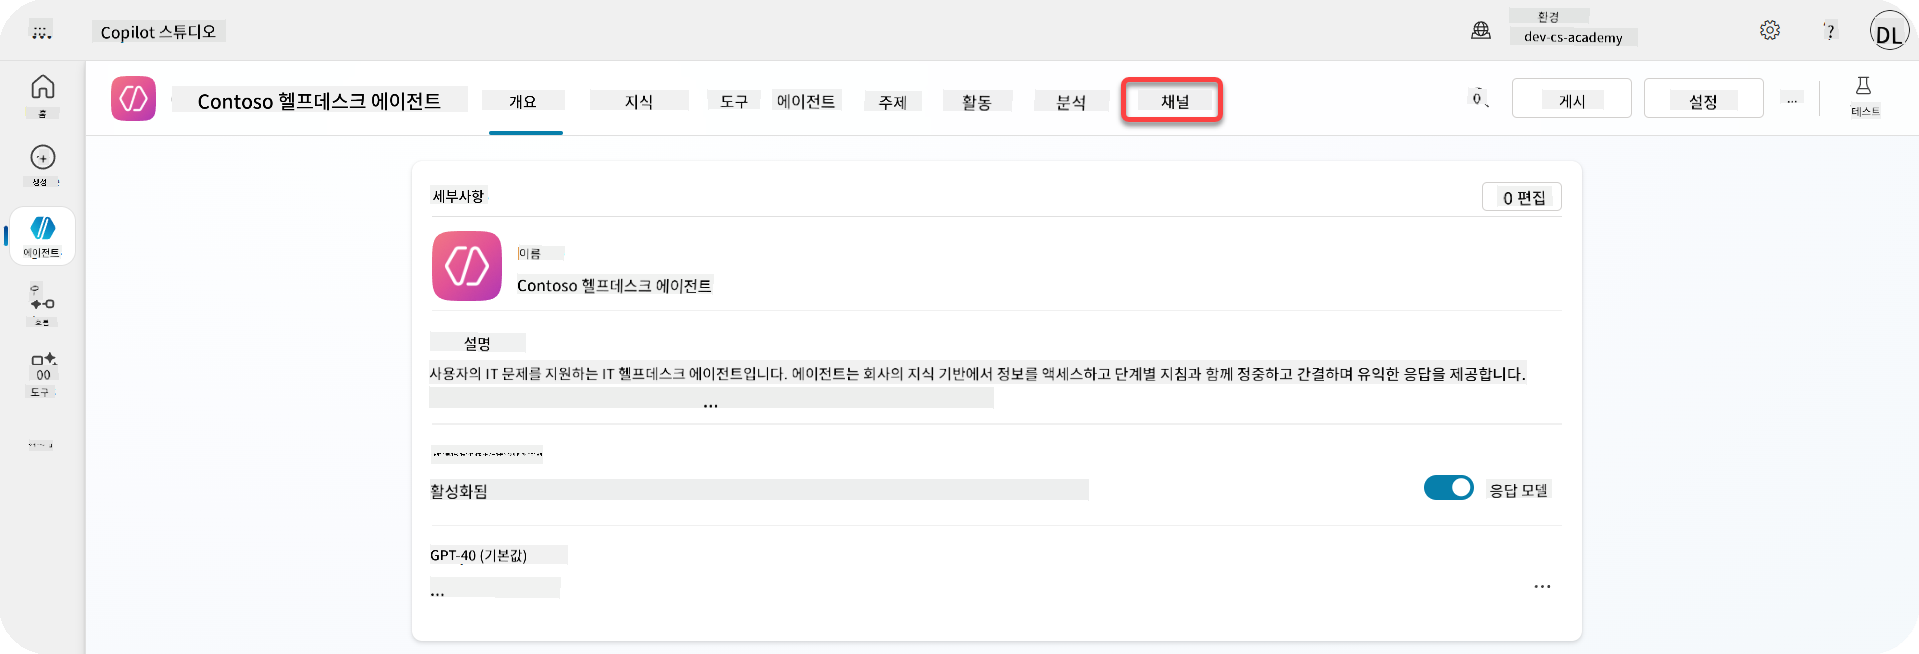 Copilot 스튜디오
환경
dev-cs-academy
?
DL
Contoso 헬프데스크 에이전트
개요
지식
도구
에이전트
주제
활동
분석
채널
게시
설정
...
테스트
홈
생성
에이전트
흐름
도구
세부사항
0 편집
이름
Contoso 헬프데스크 에이전트
설명
사용자의 IT 문제를 지원하는 IT 헬프데스크 에이전트입니다. 에이전트는 회사의 지식 기반에서 정보를 액세스하고 단계별 지침과 함께 정중하고 간결하며 유익한 응답을 제공합니다.
...
활성화됨
응답 모델
GPT-40 (기본값)
...
...